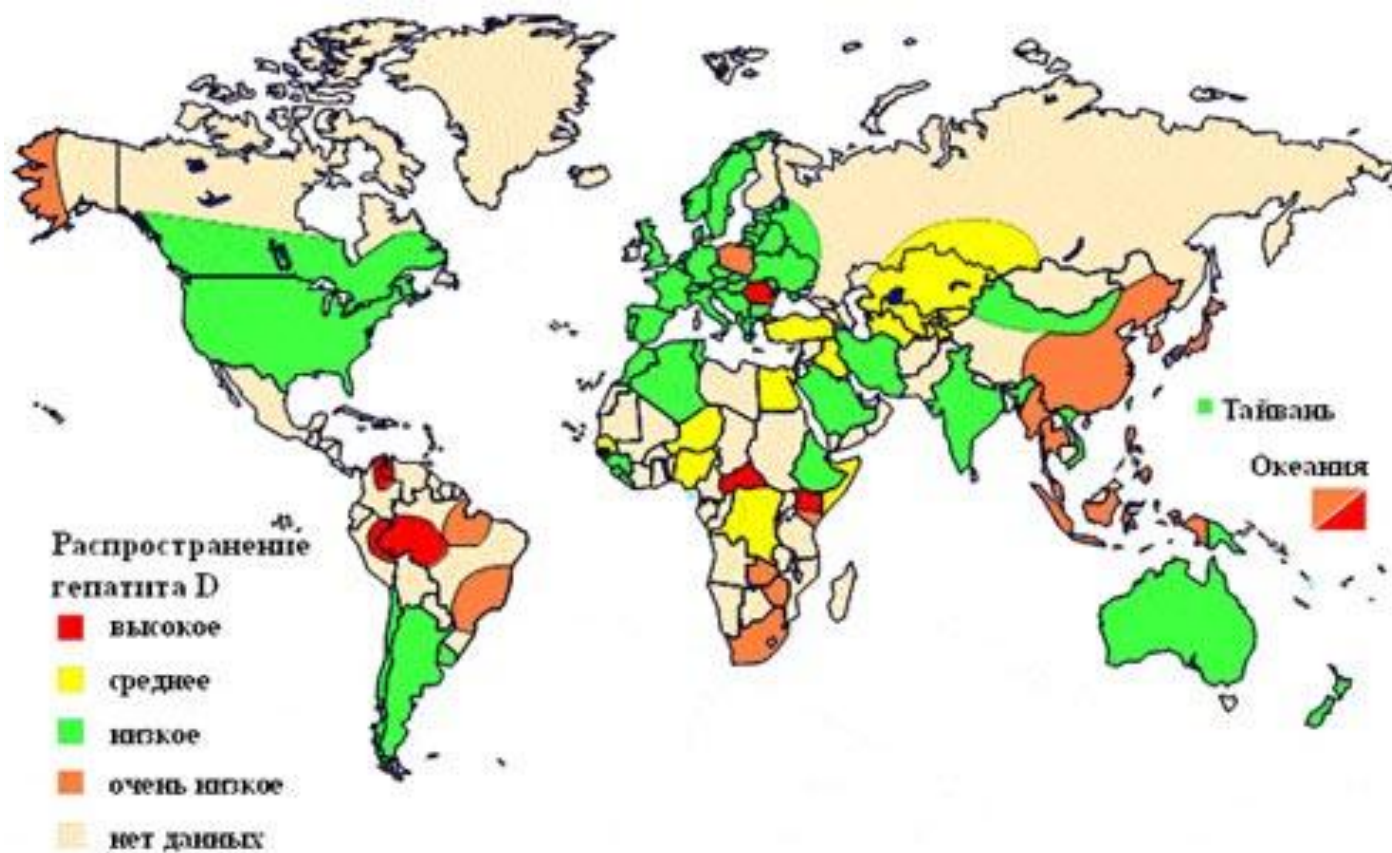 Тайвань
Океания
Распространение
гепатита D
высокое
среднее
низкое
очень низкое
нет данных